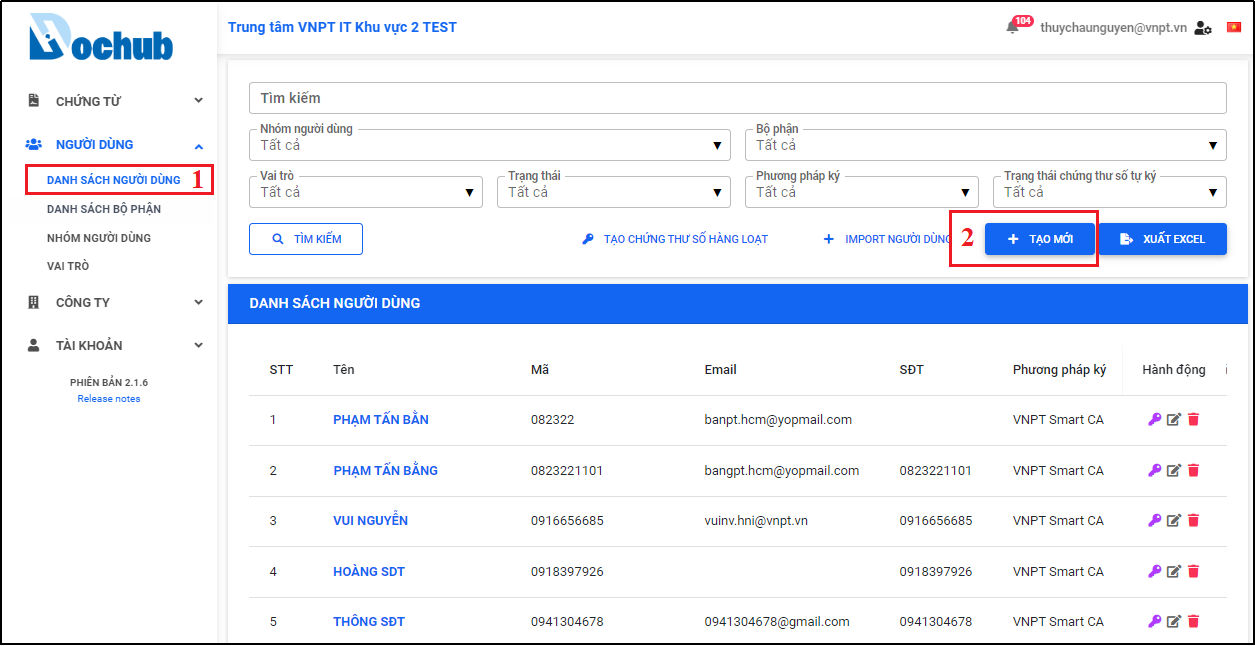 Dochub
Trung tâm VNPT IT Khu vực 2 TEST
104
thuychaunguyen@vnpt.vn
CHỨNG TỪ
NGƯỜI DÙNG
DANH SÁCH NGƯỜI DÙNG 1
DANH SÁCH BỘ PHẬN
NHÓM NGƯỜI DÙNG
VAI TRÒ
CÔNG TY
TÀI KHOẢN
PHIÊN BẢN 2.1.6
Release notes
Tìm kiếm
Nhóm người dùng
Tất cả
Bộ phận
Tất cả
Vai trò
Tất cả
Trạng thái
Tất cả
Phương pháp ký
Tất cả
Trạng thái chứng thư số tự ký
Tất cả
TÌM KIẾM
TẠO CHỨNG THƯ SỐ HÀNG LOẠT
+ IMPORT NGƯỜI DÙNG
2
+ TẠO MỚI
XUẤT EXCEL
DANH SÁCH NGƯỜI DÙNG
STT Tên Mã Email SĐT Phương pháp ký Hành động
1 PHẠM TẤN BẰN 082322 banpt.hcm@yopmail.com VNPT Smart CA
2 PHẠM TẤN BẰNG 0823221101 bangpt.hcm@yopmail.com 0823221101 VNPT Smart CA
3 VUI NGUYỄN 0916656685 vuinv.hni@vnpt.vn 0916656685 VNPT Smart CA
4 HOÀNG SDT 0918397926 0918397926 VNPT Smart CA
5 THÔNG SĐT 0941304678 0941304678@gmail.com 0941304678 VNPT Smart CA